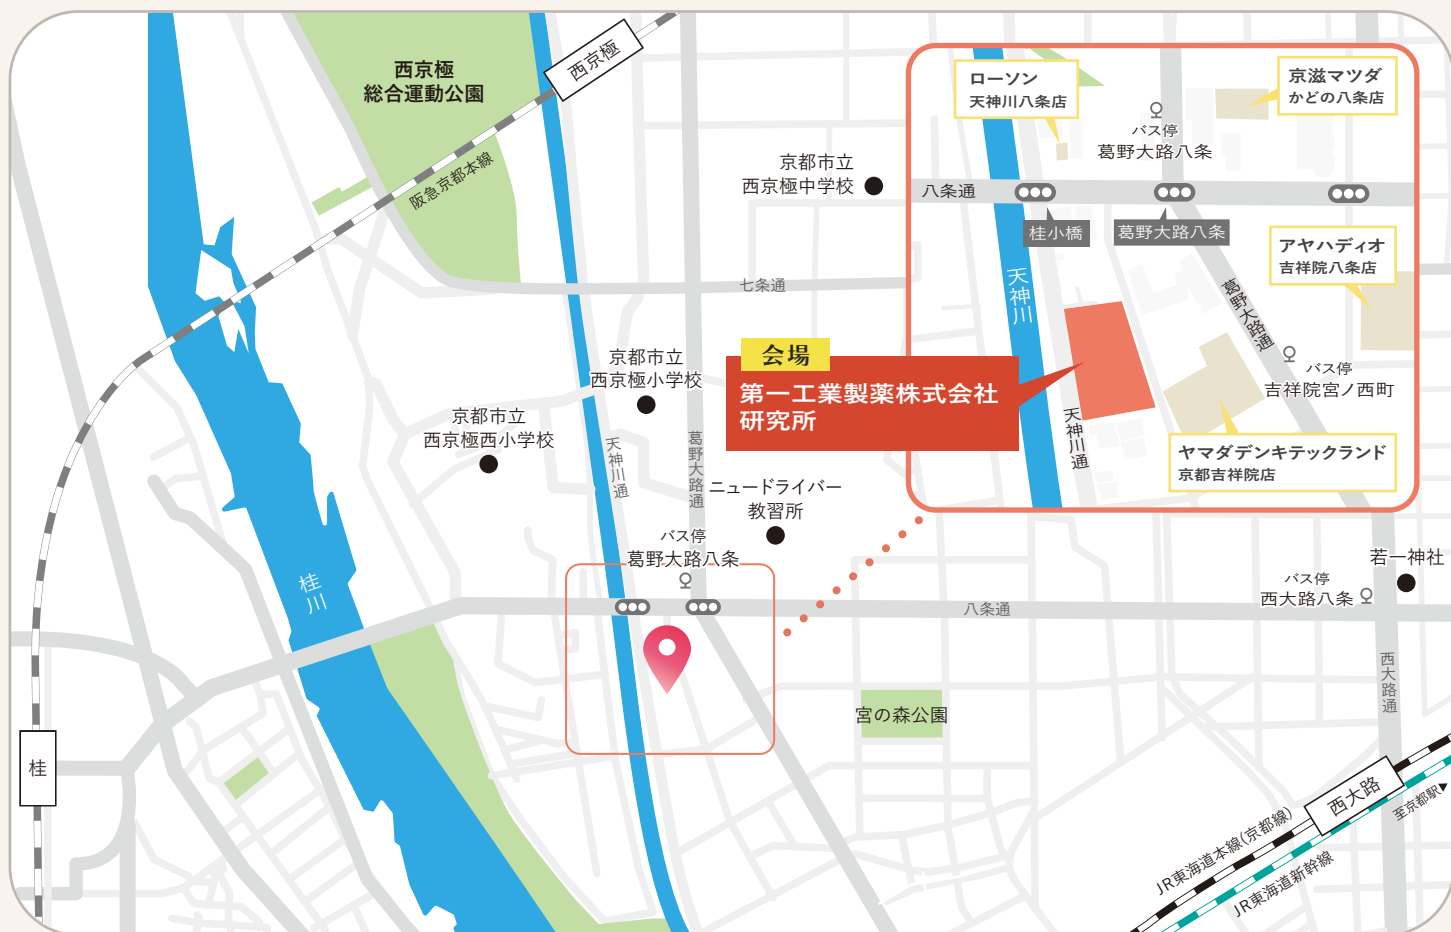 西京極
総合運動公園
西京極
阪急京都本線
京都市立
西京極中学校
七条通
京都市立
西京極小学校
京都市立
西京極西小学校
天神川通
葛野大路通
ニュードライバー
教習所
バス停
葛野大路八条
八条通
桂川
桂
宮の森公園
若一神社
バス停
西大路八条
西大路通
西大路
至京都駅▼
JR東海道本線(京都線)
JR東海道新幹線
会場
第一工業製薬株式会社
研究所
ローソン
天神川八条店
京滋マツダ
かどの八条店
バス停
葛野大路八条
八条通
桂小橋
葛野大路八条
アヤハディオ
吉祥院八条店
天神川
葛野大路通
バス停
吉祥院宮ノ西町
天神川通
ヤマダデンキテックランド
京都吉祥院店